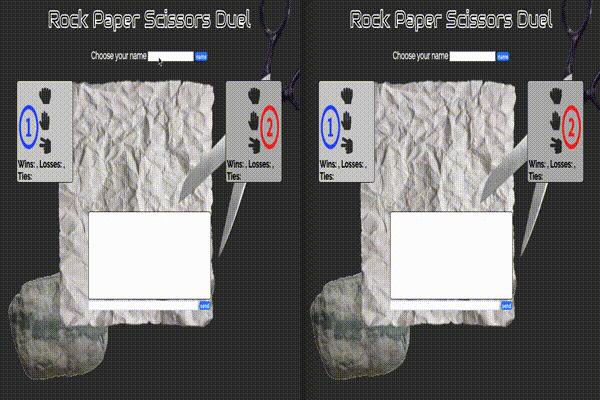 Rock Paper Scissors Duel
Choose your name
name
1
Wins: , Losses: ,
Ties:
2
Wins: , Losses: ,
Ties:
send
Rock Paper Scissors Duel
Choose your name
name
1
Wins: , Losses: ,
Ties:
2
Wins: , Losses: ,
Ties:
send